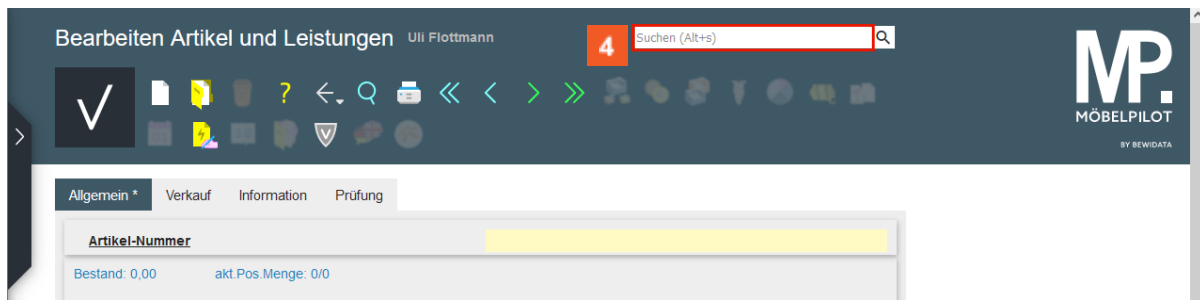 Bearbeiten Artikel und Leistungen Uli Flottmann
4
Suchen (Alt+s)
MP.
MÖBELPILOT
BY BEWIDATA
Allgemein * Verkauf Information Prüfung
Artikel-Nummer
Bestand: 0,00 akt.Pos.Menge: 0/0